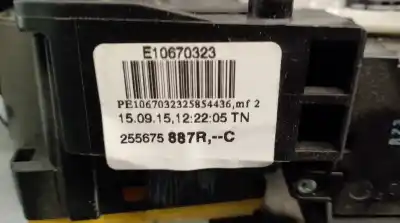 E10670323
PE1067032325854436,mf 2
15.09.15,12:22:05 TN
255675 887R,--C